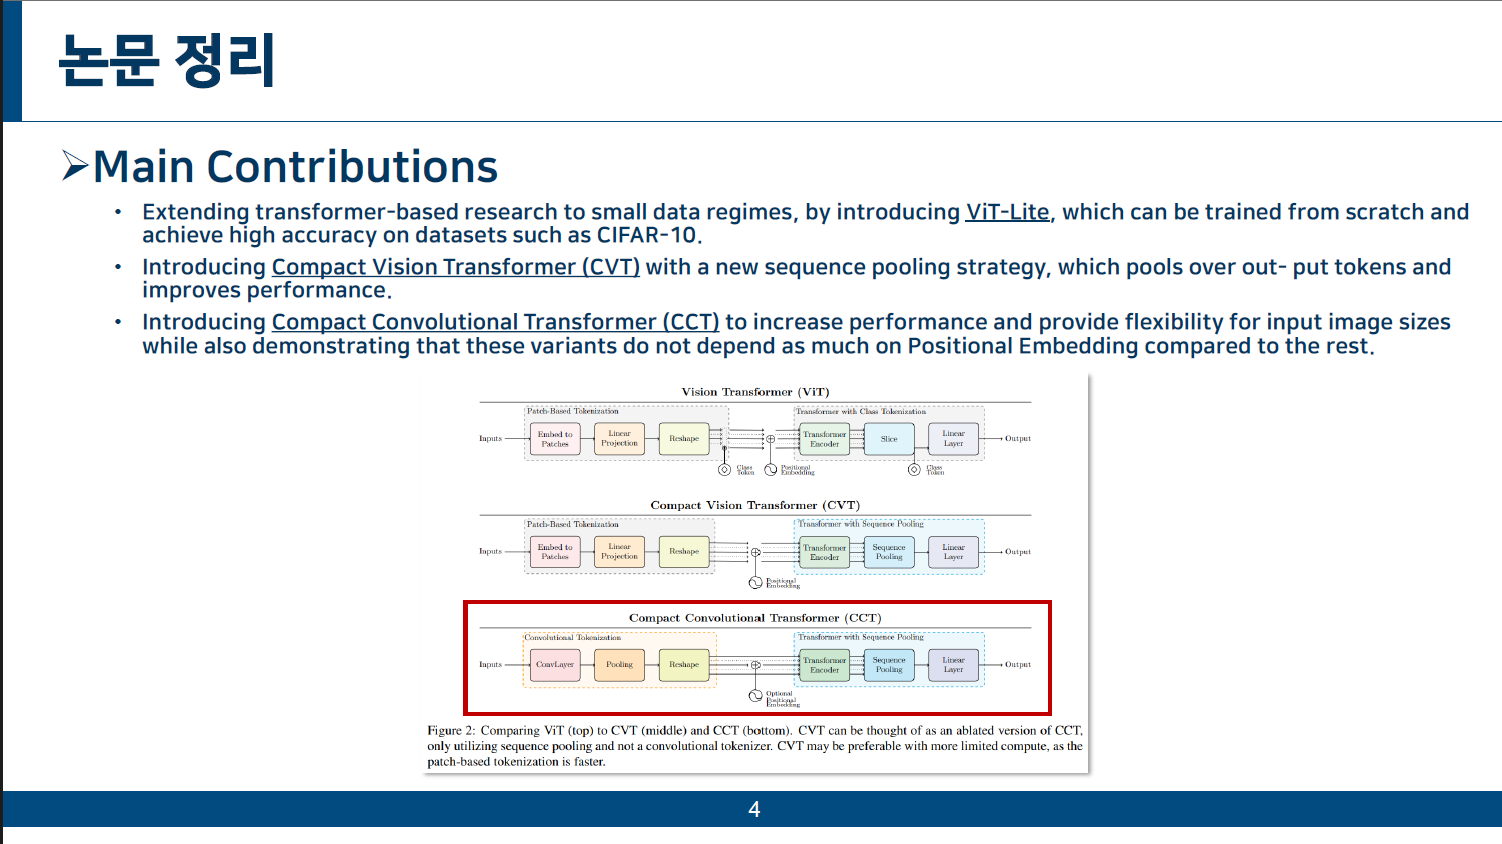 논문 정리
➢Main Contributions
• Extending transformer-based research to small data regimes, by introducing ViT-Lite, which can be trained from scratch and
achieve high accuracy on datasets such as CIFAR-10.
• Introducing Compact Vision Transformer (CVT) with a new sequence pooling strategy, which pools over out- put tokens and
improves performance.
• Introducing Compact Convolutional Transformer (CCT) to increase performance and provide flexibility for input image sizes
while also demonstrating that these variants do not depend as much on Positional Embedding compared to the rest.
Vision Transformer (ViT)
Patch-Based Tokenization
Transformer with Class Tokenization
Inputs
Embed to
Patches
Linear
Projection
Reshape
Class
Token
Positional
Embedding
Transformer
Encoder
Slice
Linear
Layer
Class
Token
Output
Compact Vision Transformer (CVT)
Patch-Based Tokenization
Transformer with Sequence Pooling
Inputs
Embed to
Patches
Linear
Projection
Reshape
Positional
Embedding
Transformer
Encoder
Sequence
Pooling
Linear
Layer
Output
Compact Convolutional Transformer (CCT)
Convolutional Tokenization
Transformer with Sequence Pooling
Inputs
ConvLayer
Pooling
Reshape
Optional
Positional
Embedding
Transformer
Encoder
Sequence
Pooling
Linear
Layer
Output
Figure 2: Comparing ViT (top) to CVT (middle) and CCT (bottom). CVT can be thought of as an ablated version of CCT,
only utilizing sequence pooling and not a convolutional tokenizer. CVT may be preferable with more limited compute, as the
patch-based tokenization is faster.
4